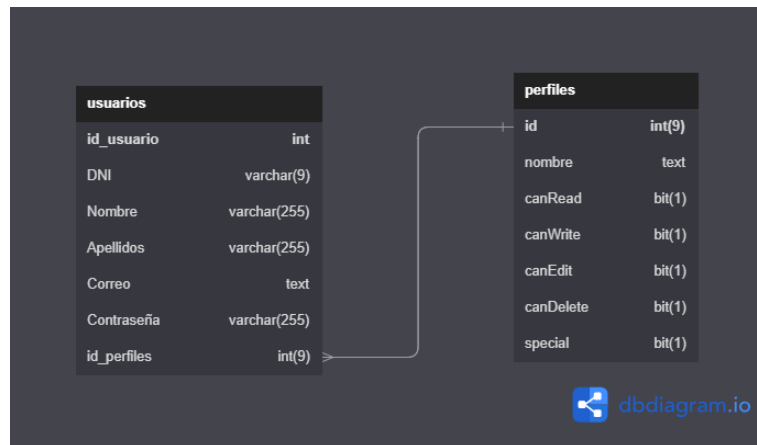 usuarios
id_usuario int
DNI varchar(9)
Nombre varchar(255)
Apellidos varchar(255)
Correo text
Contraseña varchar(255)
id_perfiles int(9)
perfiles
id int(9)
nombre text
canRead bit(1)
canWrite bit(1)
canEdit bit(1)
canDelete bit(1)
special bit(1)
dbdiagram.io